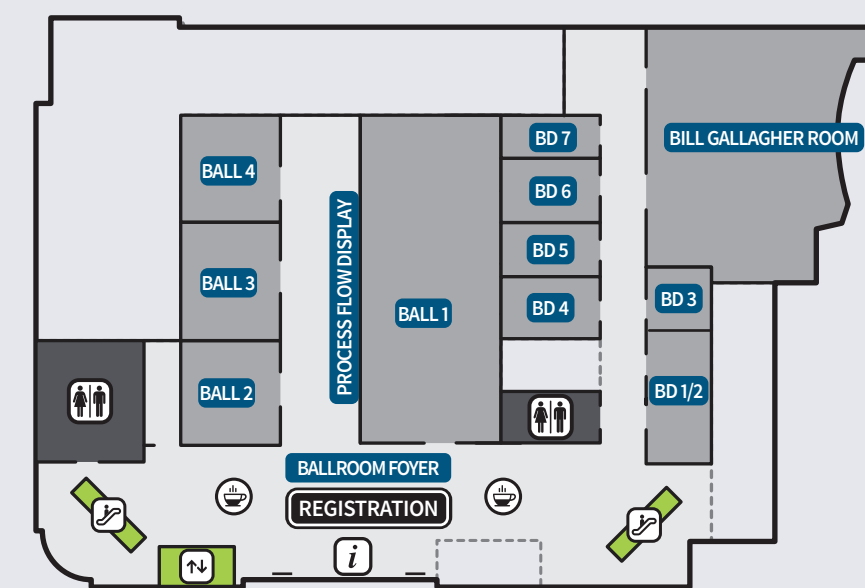 BD 7
BALL 4
BD 6
BILL GALLAGHER ROOM
PROCESS FLOW DISPLAY
BD 5
BALL 3
BALL 1
BD 4
BD 3
BALL 2
BD 1/2
BALLROOM FOYER
REGISTRATION
i